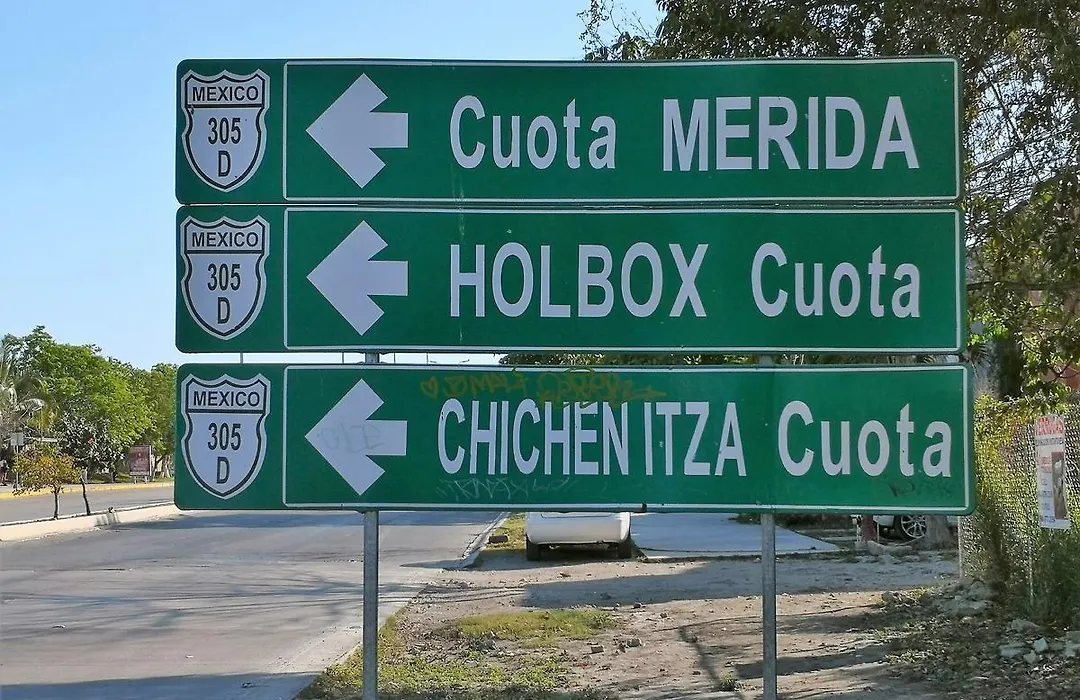 MEXICO
305
D
Cuota MERIDA
MEXICO
305
D
HOLBOX Cuota
MEXICO
305
D
CHICHEN ITZA Cuota